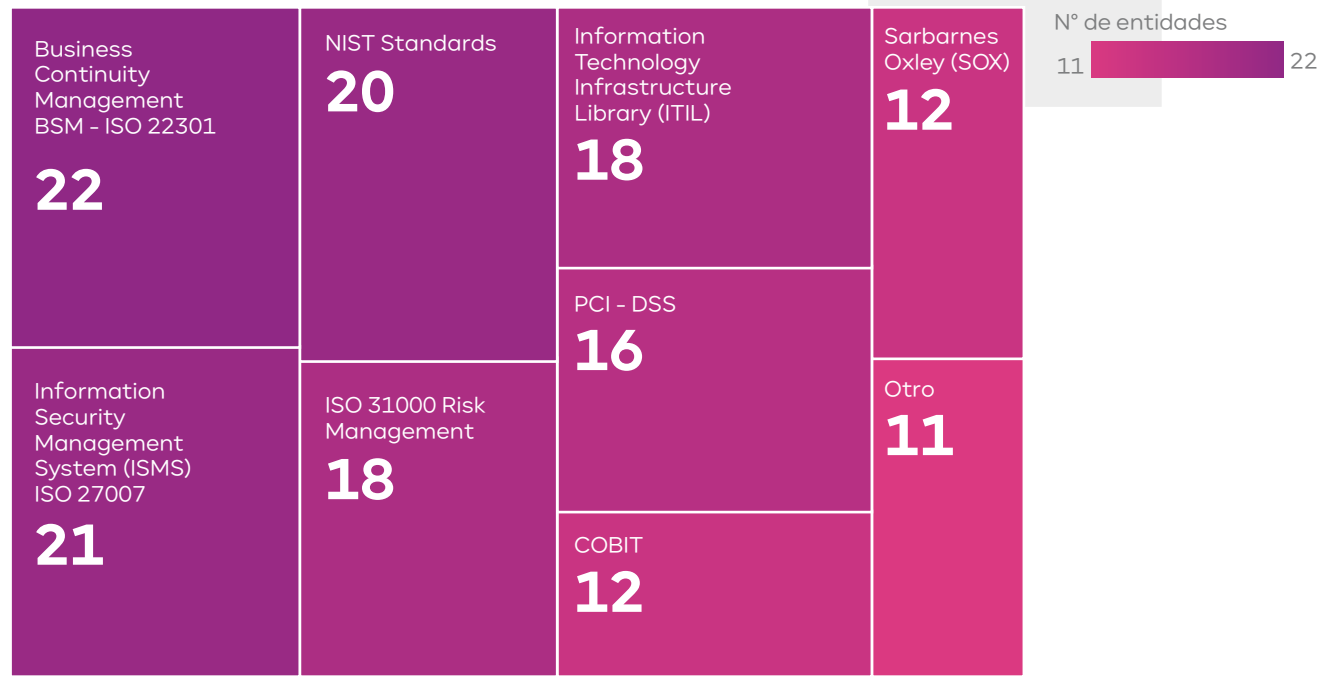 Business
Continuity
Management
BSM - ISO 22301
22
Information
Security
Management
System (ISMS)
ISO 27007
21
NIST Standards
20
ISO 31000 Risk
Management
18
Information
Technology
Infrastructure
Library (ITIL)
18
PCI - DSS
16
COBIT
12
Sarbarnes
Oxley (SOX)
12
Otro
11
N° de entidades
11
22